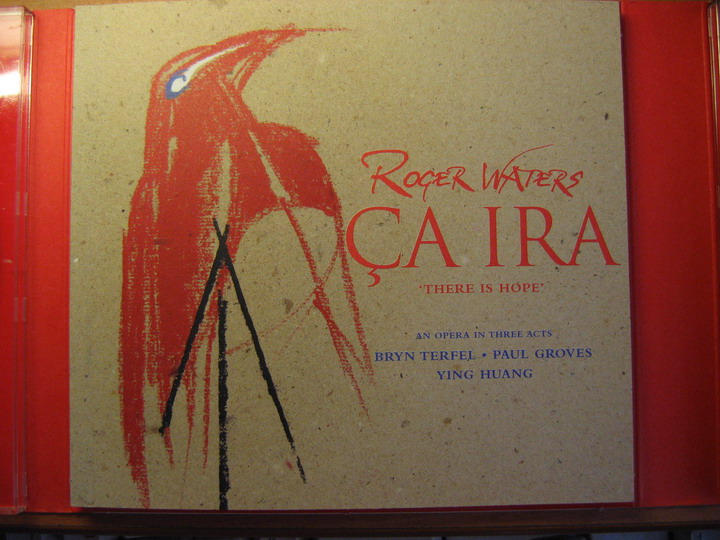 ROGER WATERS
ÇA IRA
'THERE IS HOPE'
AN OPERA IN THREE ACTS
BRYN TERFEL • PAUL GROVES
YING HUANG